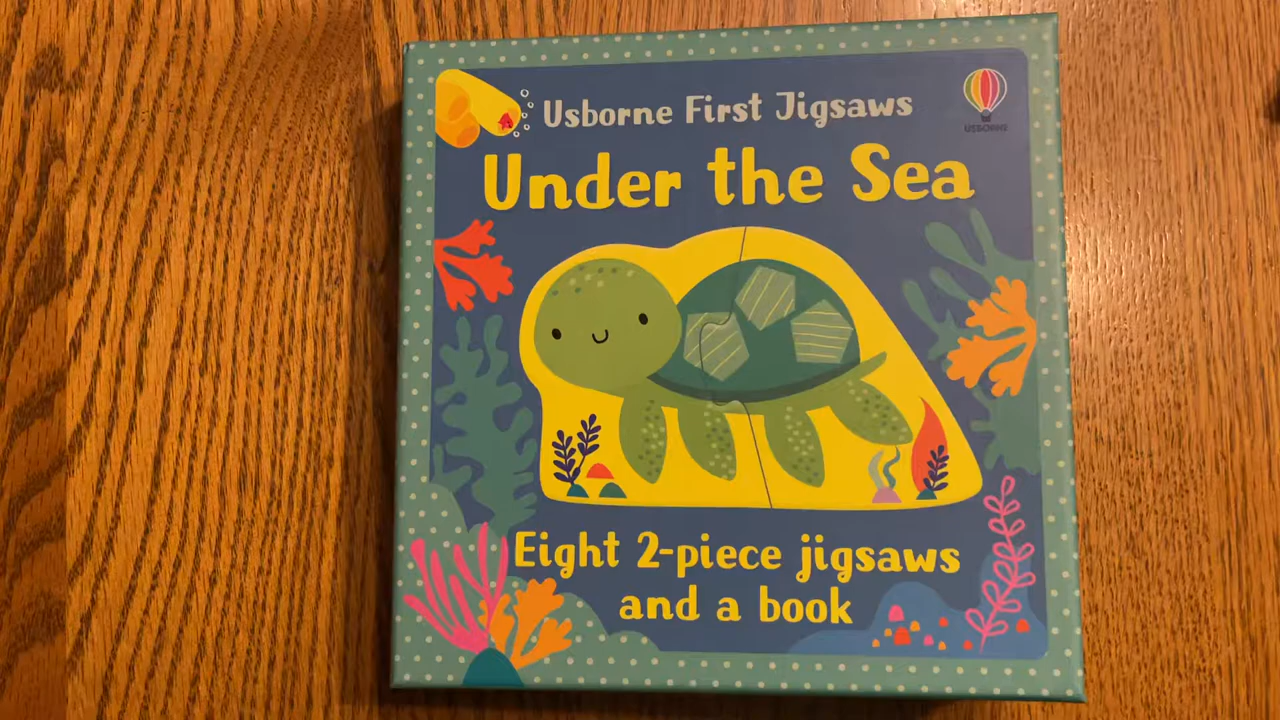 Usborne First Jigsaws
USBORNE
Under the Sea
Eight 2-piece jigsaws
and a book